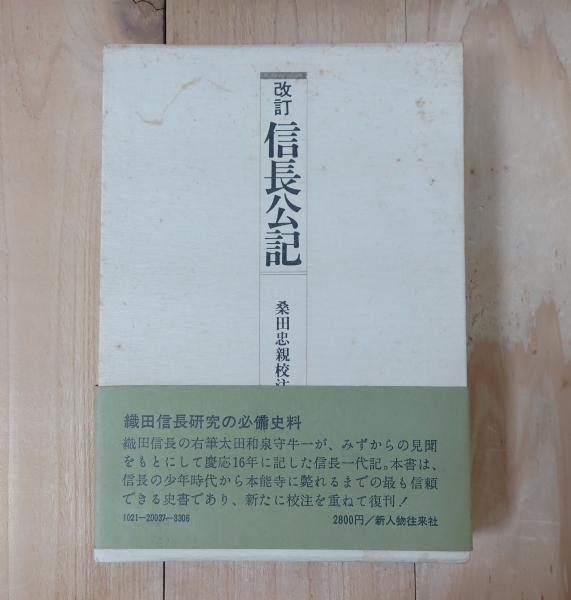 改訂
信長公記
桑田忠親校注
織田信長研究の必備史料
織田信長の右筆太田和泉守牛一が、みずからの見聞
をもとにして慶応16年に記した信長一代記。本書は、
信長の少年時代から本能寺に斃れるまでの最も信頼
できる史書であり、新たに校注を重ねて復刊！
1021-20037-3306
2800円／新人物往来社